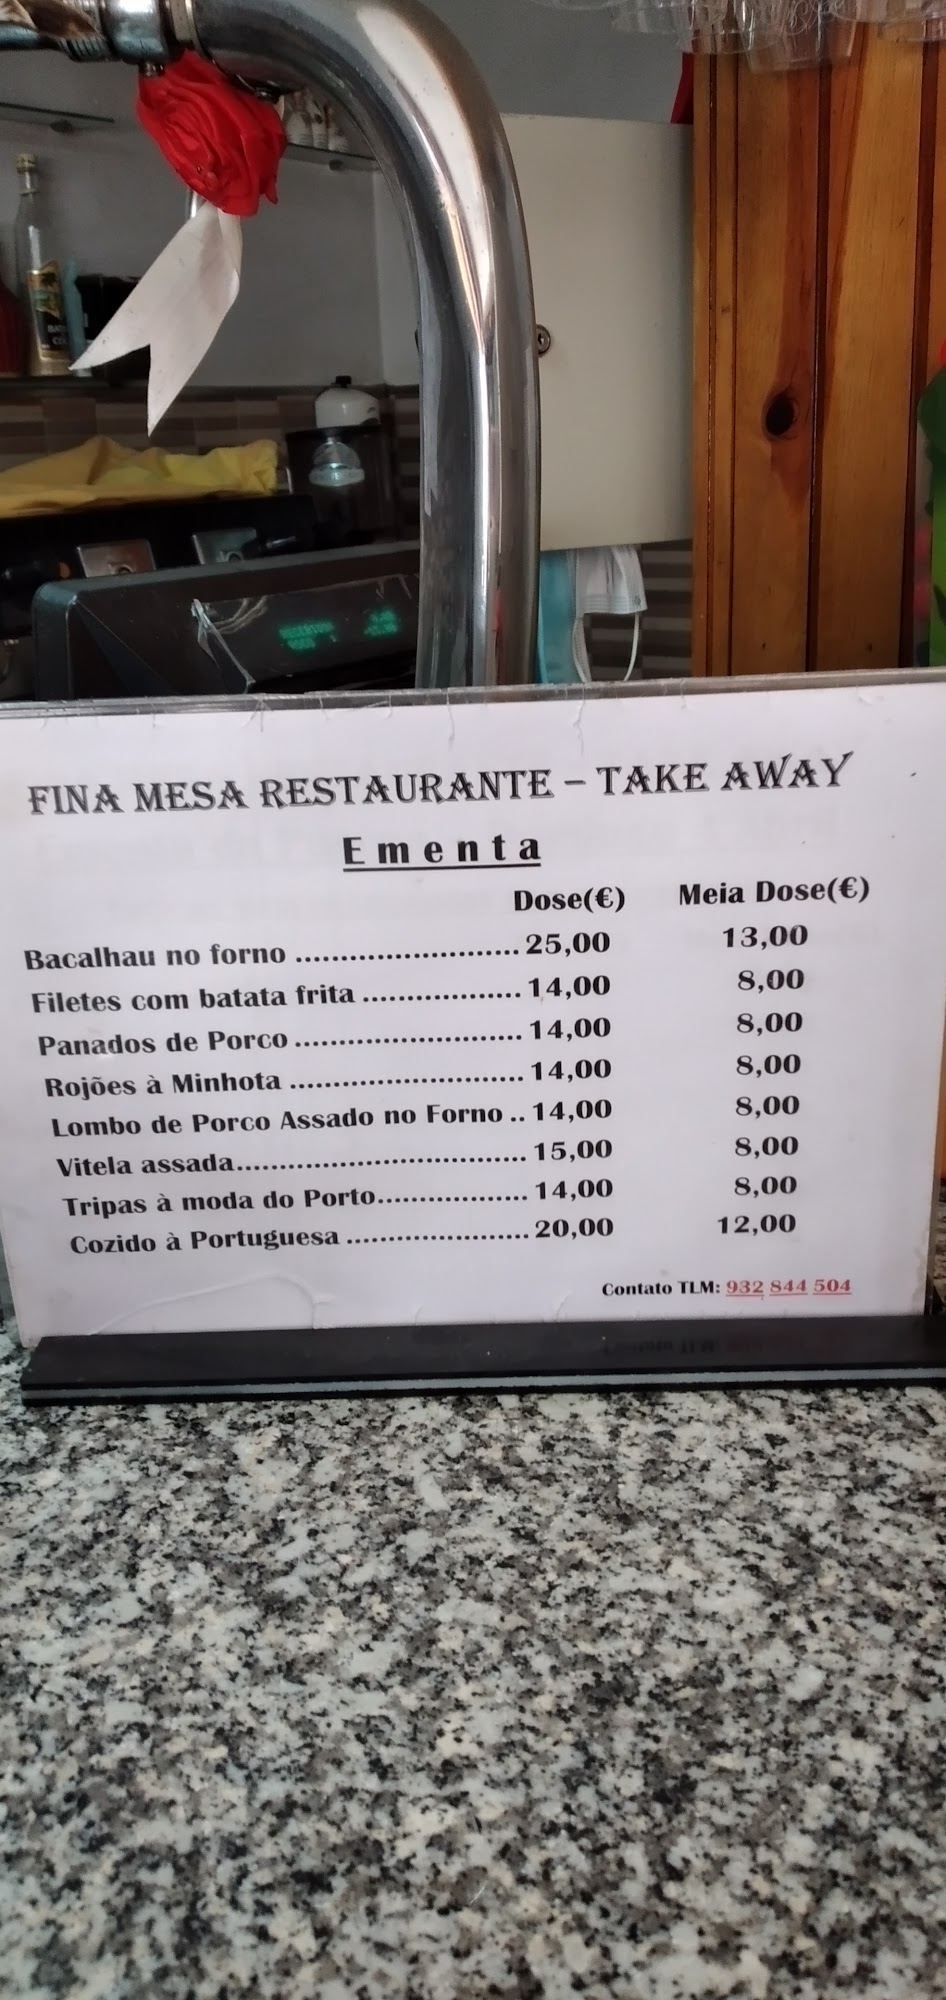 FINA MESA RESTAURANTE – TAKE AWAY
Ementa
Dose(€) Meia Dose(€)
Bacalhau no forno ......................... 25,00 13,00
Filetes com batata frita .................. 14,00 8,00
Panados de Porco ......................... 14,00 8,00
Rojões à Minhota .......................... 14,00 8,00
Lombo de Porco Assado no Forno .. 14,00 8,00
Vitela assada................................ 15,00 8,00
Tripas à moda do Porto................. 14,00 8,00
Cozido à Portuguesa .................... 20,00 12,00
Contato TLM: 932 844 504